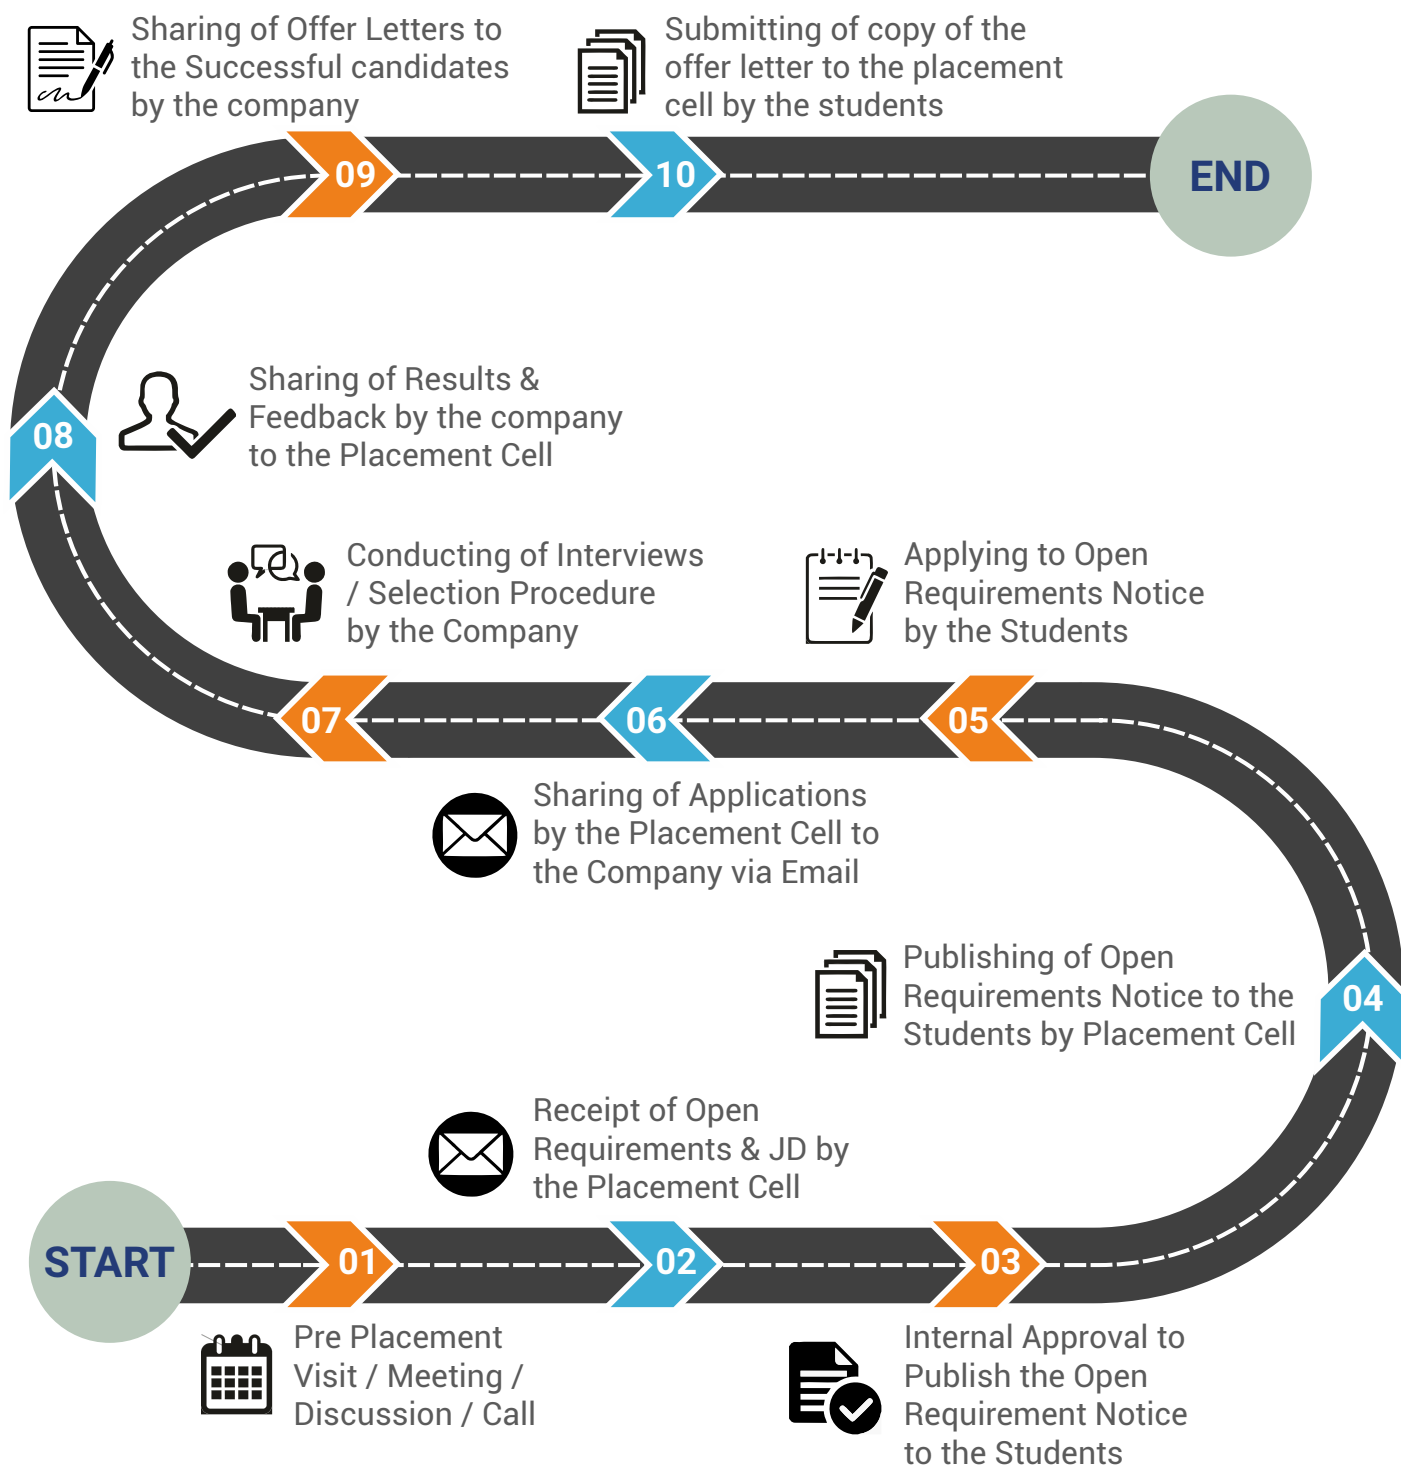 Sharing of Offer Letters to
the Successful candidates
by the company
Submitting of copy of the
offer letter to the placement
cell by the students
09
10
END
Sharing of Results &
Feedback by the company
to the Placement Cell
08
Conducting of Interviews
/ Selection Procedure
by the Company
Applying to Open
Requirements Notice
by the Students
07
06
05
Sharing of Applications
by the Placement Cell to
the Company via Email
Publishing of Open
Requirements Notice to the
Students by Placement Cell
04
Receipt of Open
Requirements & JD by
the Placement Cell
START
01
02
03
Pre Placement
Visit / Meeting /
Discussion / Call
Internal Approval to
Publish the Open
Requirement Notice
to the Students